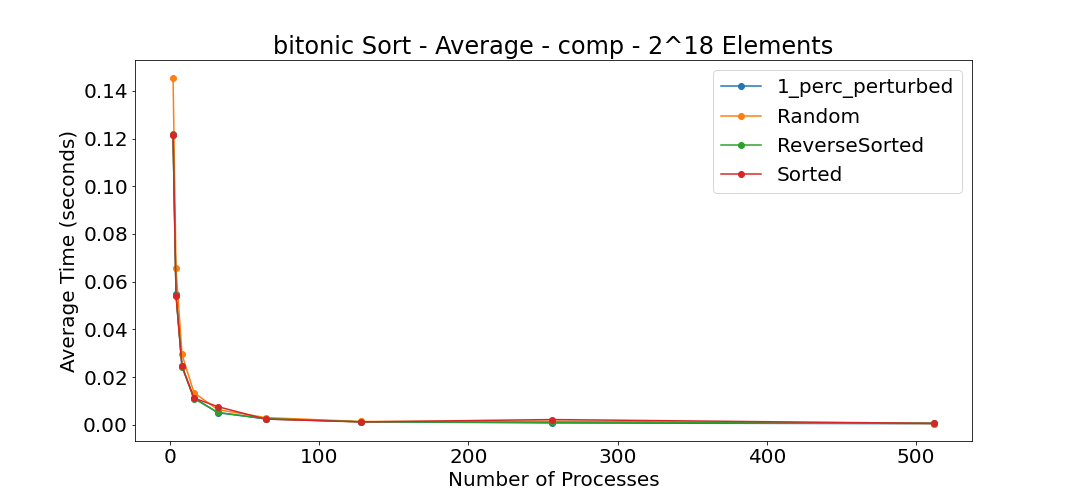 bitonic Sort - Average - comp - 2^18 Elements
Average Time (seconds)
0.14
0.12
0.10
0.08
0.06
0.04
0.02
0.00
1_perc_perturbed
Random
ReverseSorted
Sorted
0 100 200 300 400 500
Number of Processes